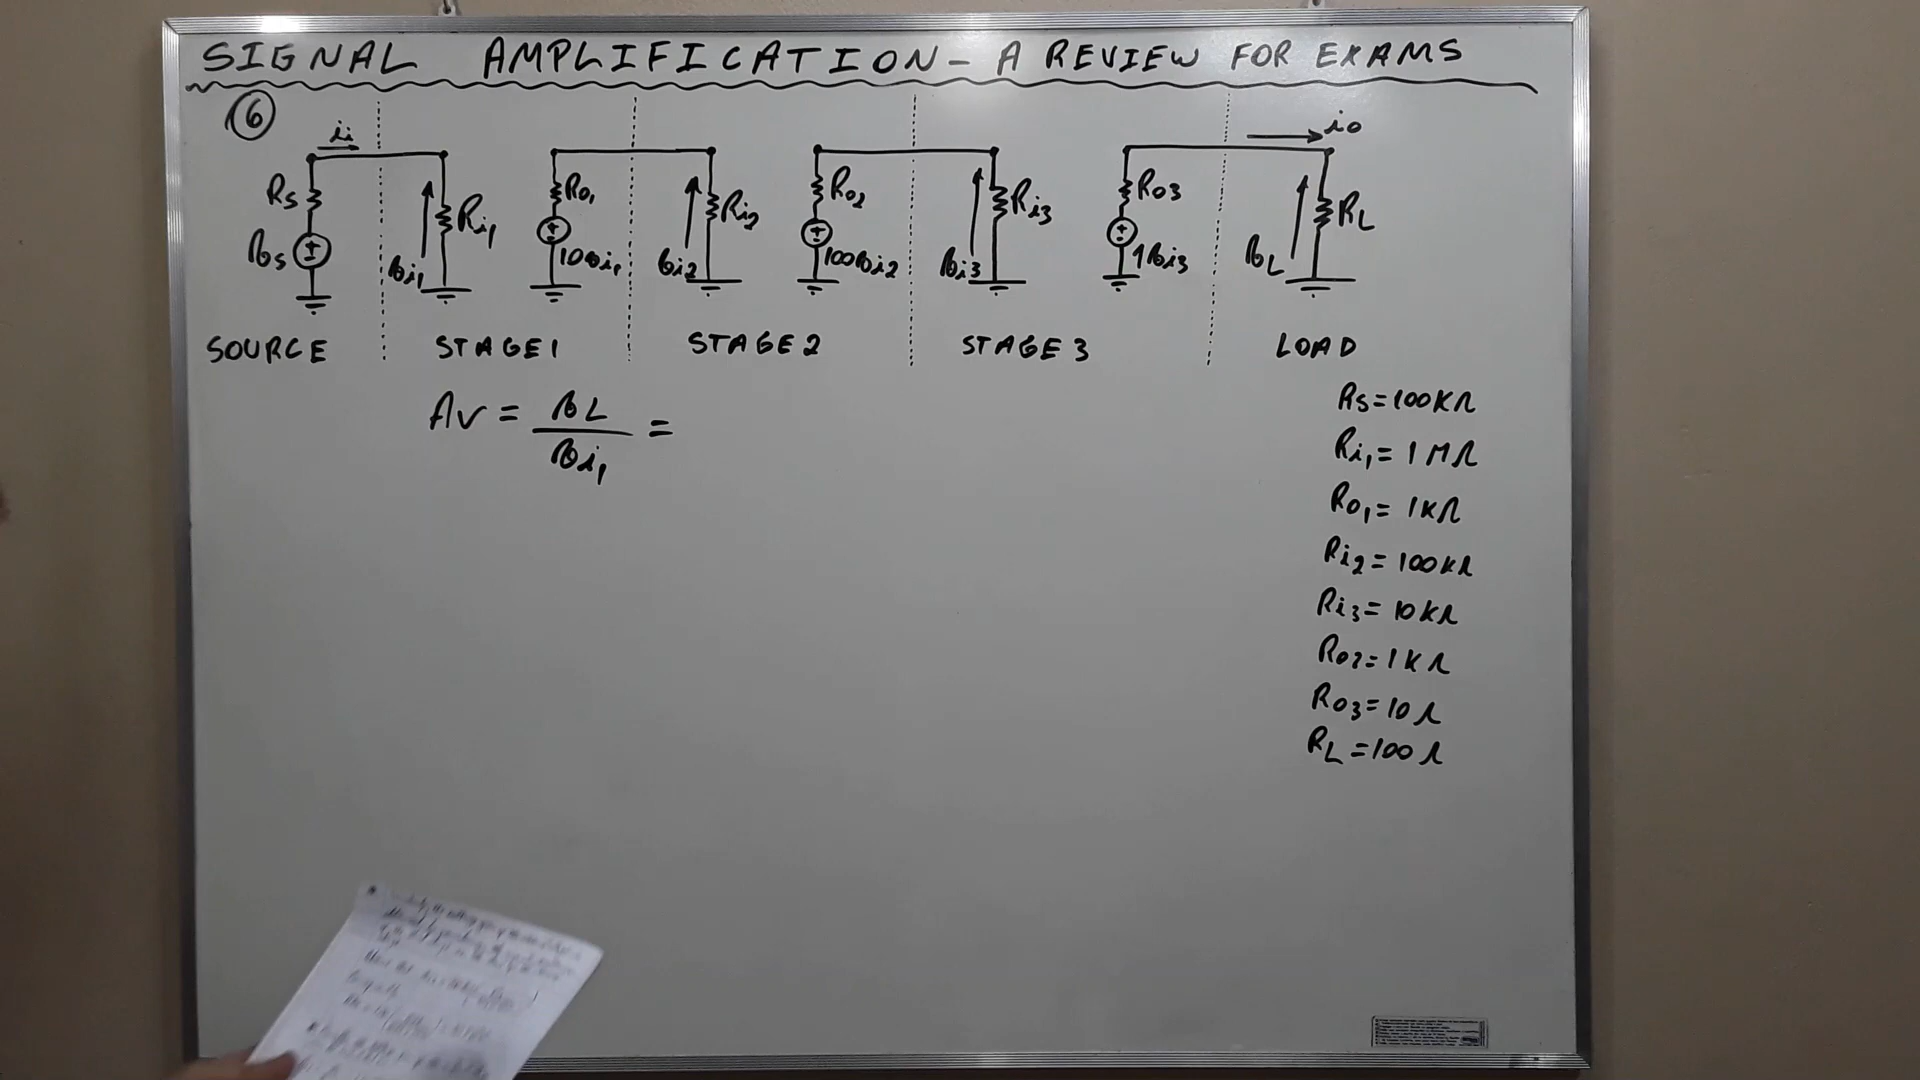 SIGNAL AMPLIFICATION - A REVIEW FOR EXAMS
6
ii
io
Rs
Ri1
Ro1
Ri2
Ro2
Ri3
Ro3
RL
vs
vi1
10vi1
vi2
100vi2
vi3
1vi3
vL
SOURCE STAGE 1 STAGE 2 STAGE 3 LOAD
Av = vL / vi1 =
Rs = 100KΩ
Ri1 = 1MΩ
Ro1 = 1KΩ
Ri2 = 100KΩ
Ri3 = 10KΩ
Ro2 = 1KΩ
Ro3 = 10Ω
RL = 100Ω